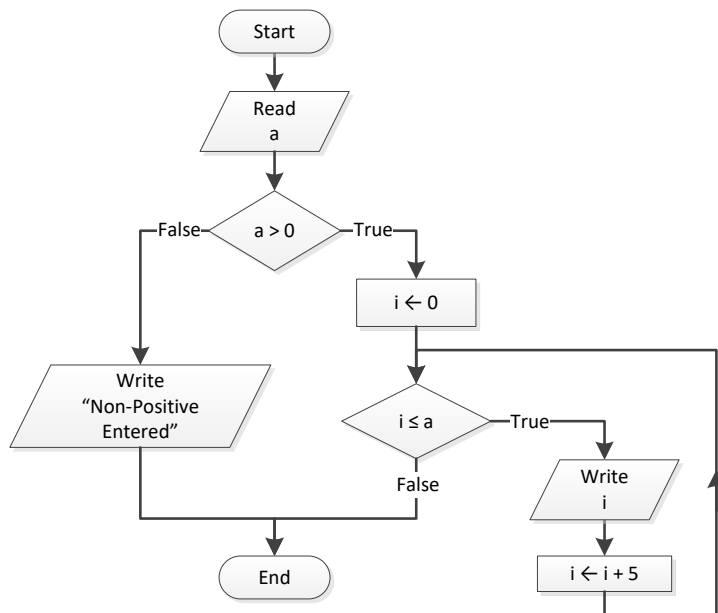 Start
Read
a
a > 0
False
True
i ← 0
Write
“Non-Positive
Entered”
i ≤ a
True
False
Write
i
i ← i + 5
End